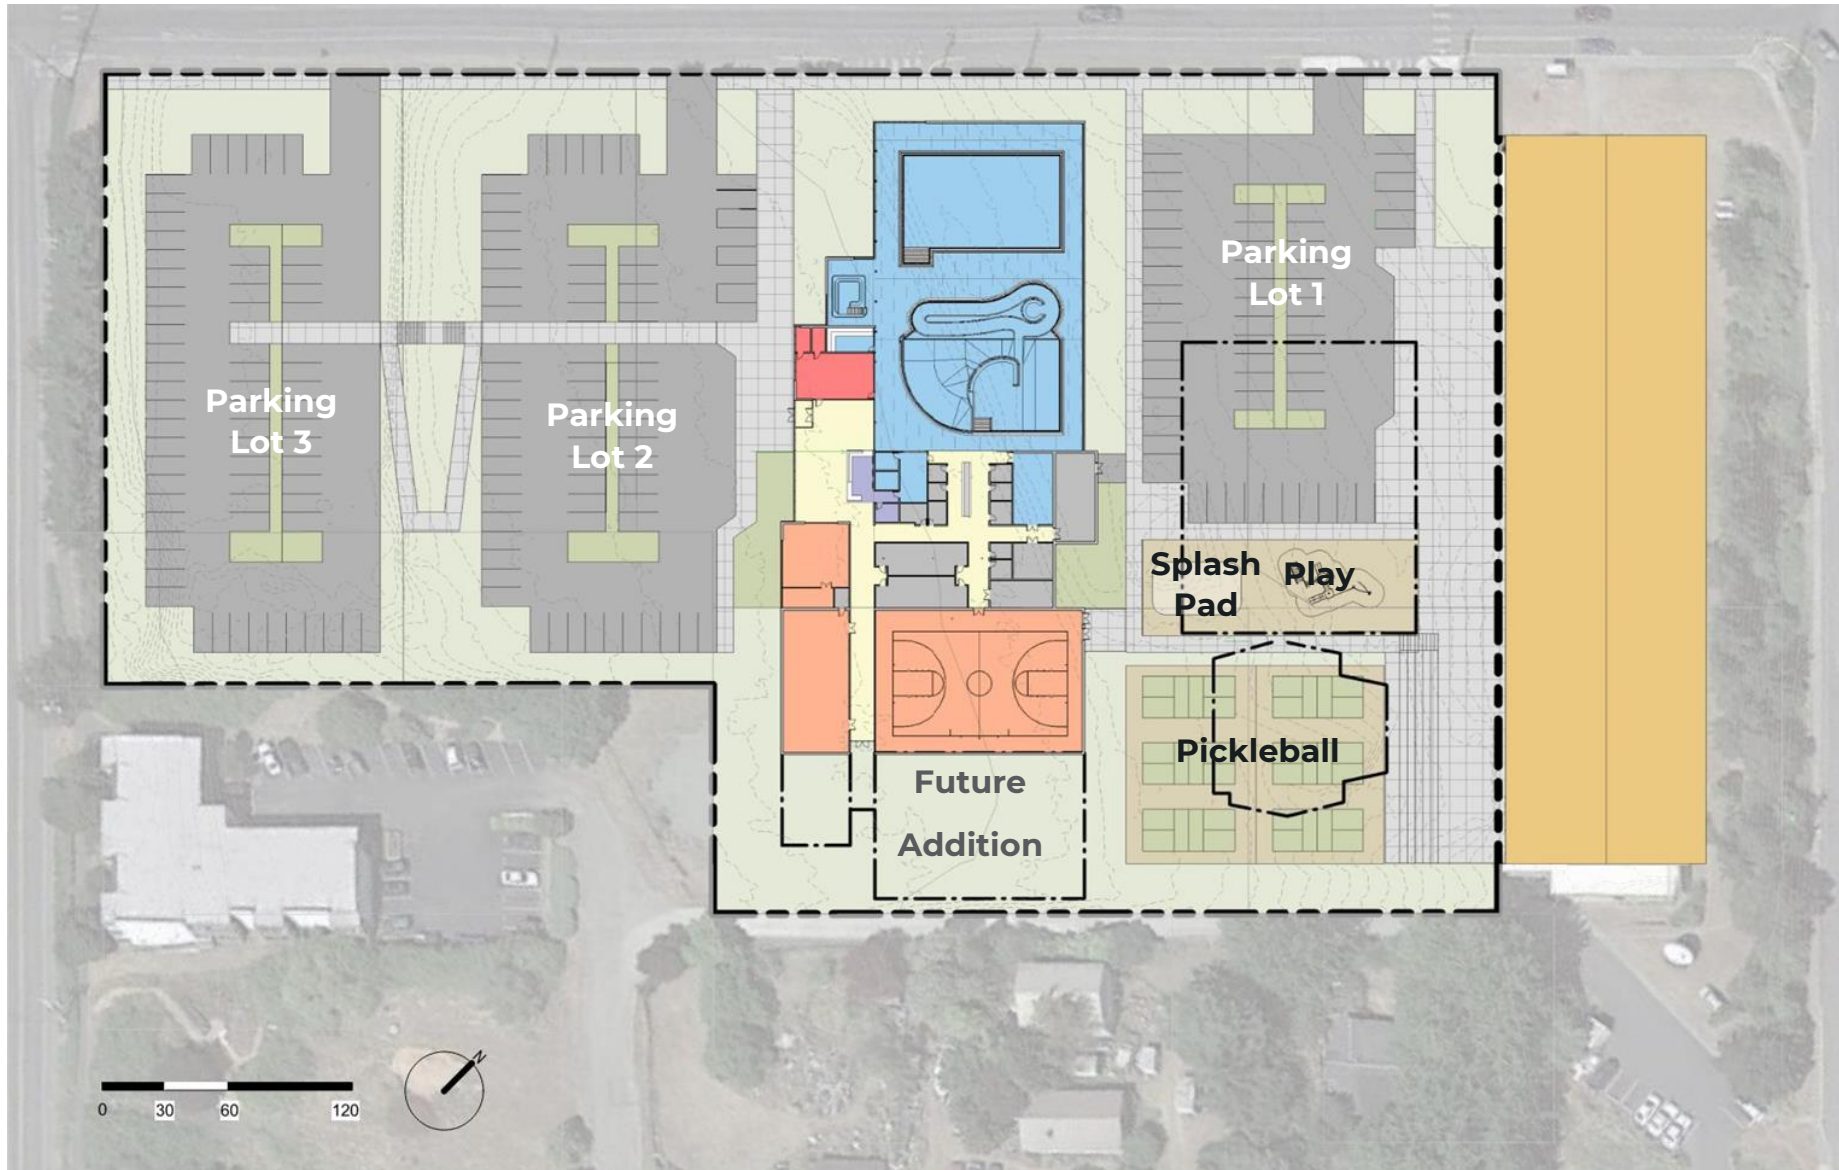 Parking
Lot 1
Parking
Lot 3
Parking
Lot 2
Splash
Pad
Play
Pickleball
Future
Addition
N
0 30 60 120